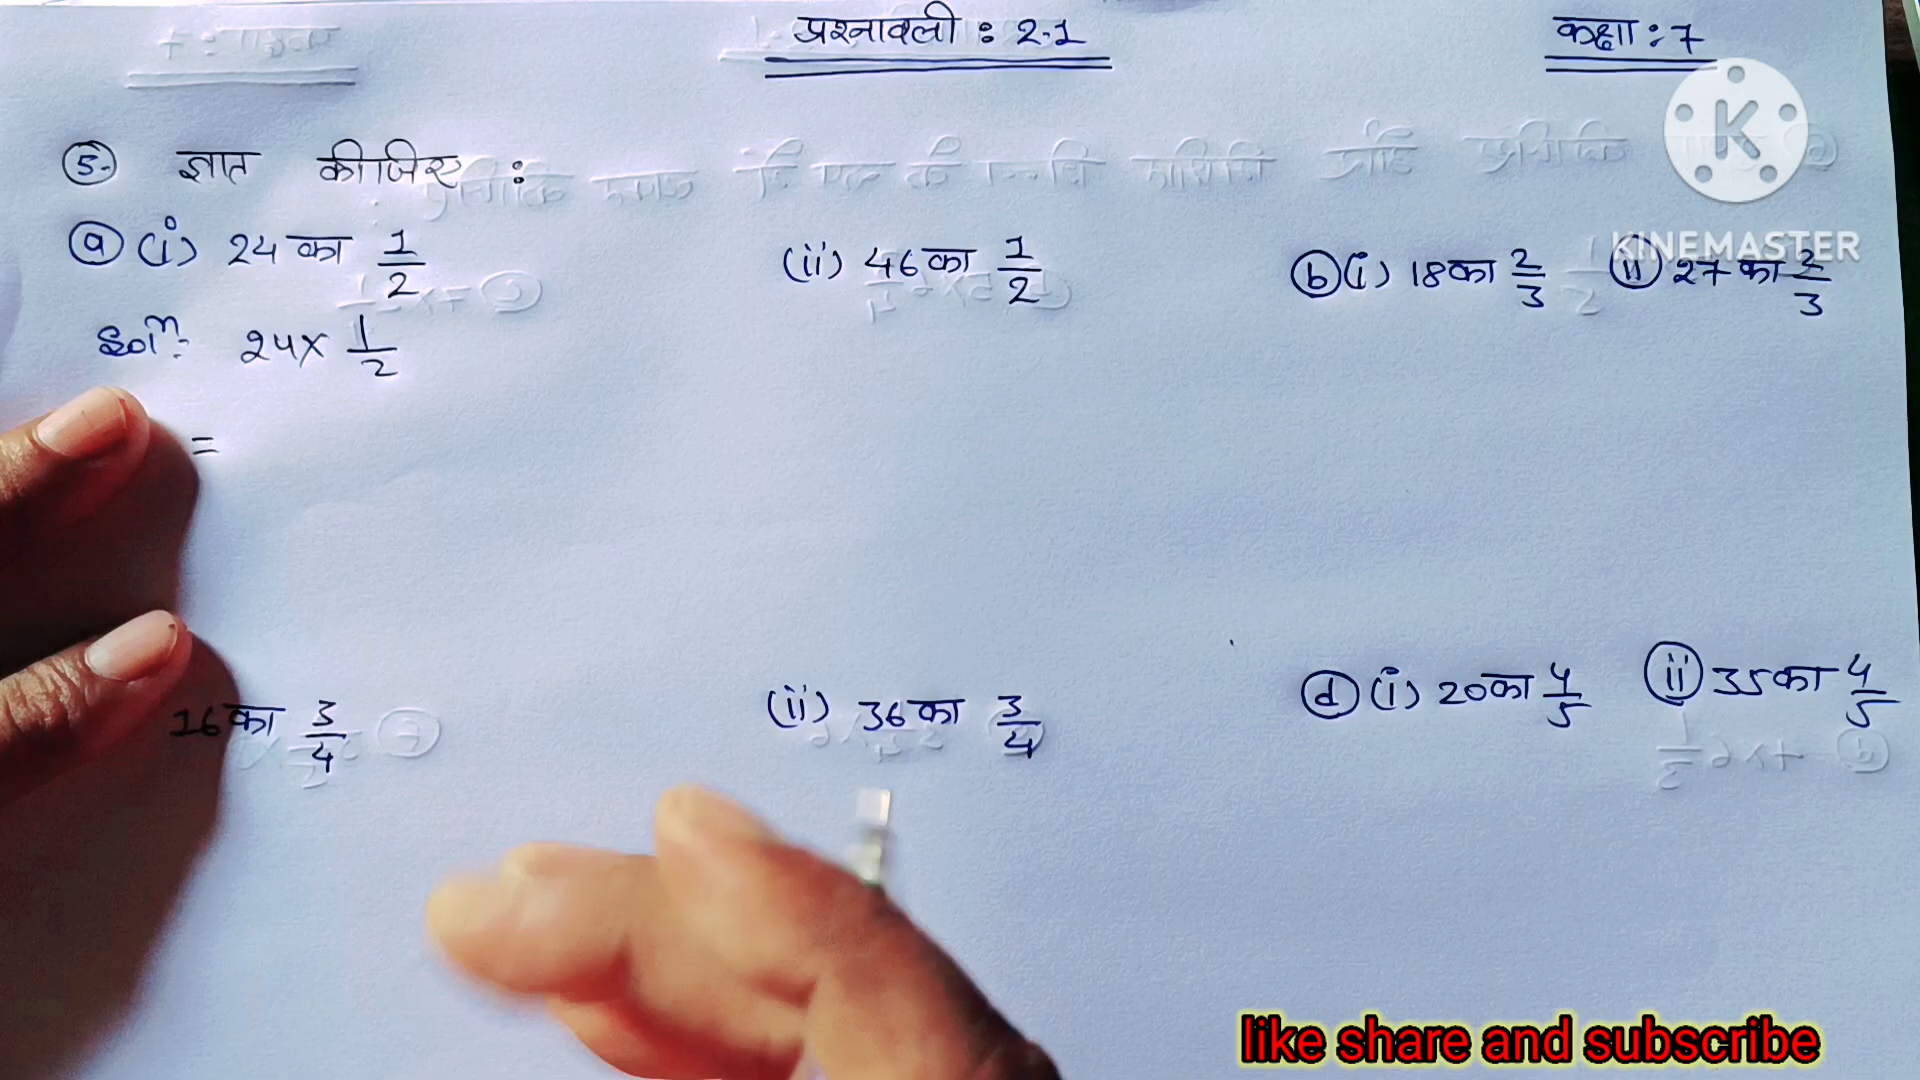 प्रश्नावली : 2.1
कक्षा : 7
K
KINEMASTER
5. ज्ञात कीजिए :
a (i) 24 का 1/2
(ii) 46 का 1/2
b (i) 18 का 2/3
ii 27 का 2/3
Solⁿ:- 24 × 1/2
=
16 का 3/4
(ii) 36 का 3/4
d (i) 20 का 4/5
ii 35 का 4/5
like share and subscribe